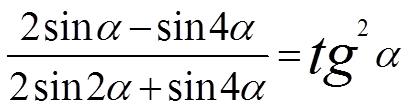 (2sinα − sin4α)/(2sin2α + sin4α) = tg²α